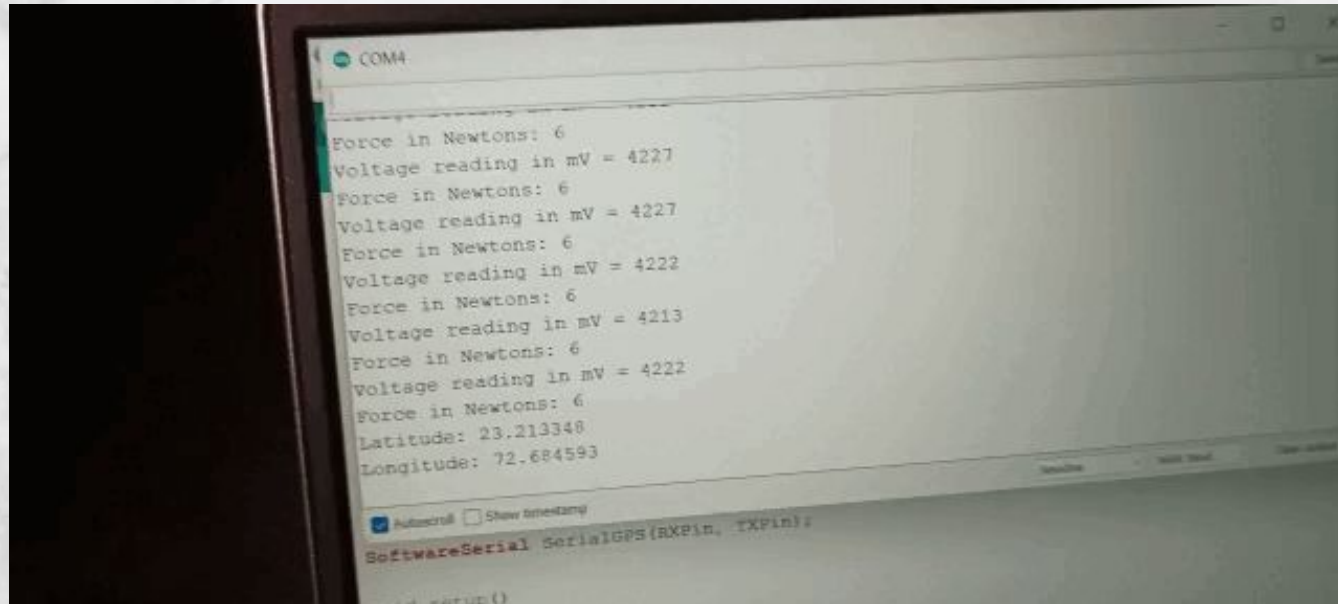 COM4
Force in Newtons: 6
Voltage reading in mV = 4227
Force in Newtons: 6
Voltage reading in mV = 4227
Force in Newtons: 6
Voltage reading in mV = 4222
Force in Newtons: 6
Voltage reading in mV = 4213
Force in Newtons: 6
Voltage reading in mV = 4222
Force in Newtons: 6
Latitude: 23.213348
Longitude: 72.684593
Autoscroll Show timestamp
SoftwareSerial SerialGPS(RXPin, TXPin);
setup()